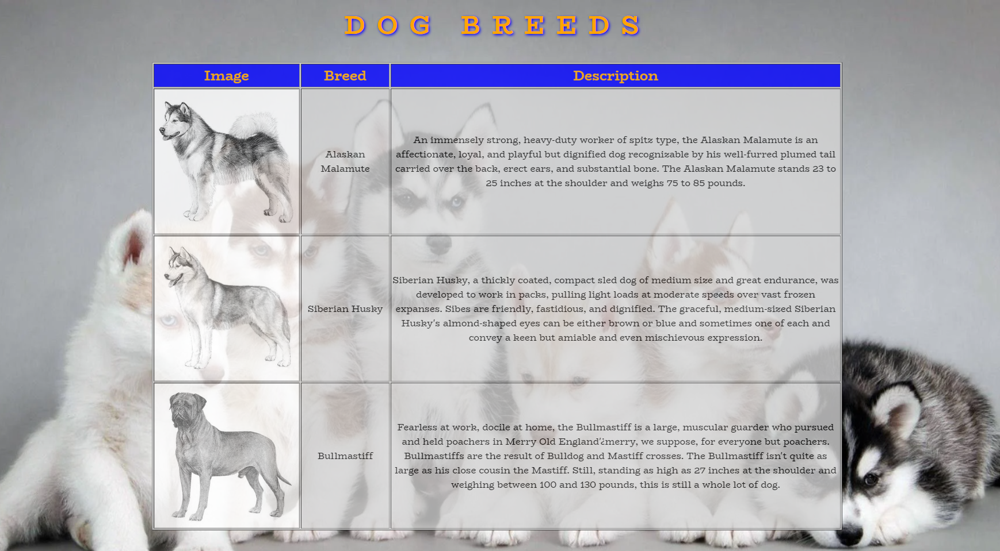 DOG BREEDS
Image Breed Description
Alaskan
Malamute
An immensely strong, heavy-duty worker of spitz type, the Alaskan Malamute is an
affectionate, loyal, and playful but dignified dog recognizable by his well-furred plumed tail
carried over the back, erect ears, and substantial bone. The Alaskan Malamute stands 23 to
25 inches at the shoulder and weighs 75 to 85 pounds.
Siberian Husky
Siberian Husky, a thickly coated, compact sled dog of medium size and great endurance, was
developed to work in packs, pulling light loads at moderate speeds over vast frozen
expanses. Sibes are friendly, fastidious, and dignified. The graceful, medium-sized Siberian
Husky's almond-shaped eyes can be either brown or blue and sometimes one of each and
convey a keen but amiable and even mischievous expression.
Bullmastiff
Fearless at work, docile at home, the Bullmastiff is a large, muscular guarder who pursued
and held poachers in Merry Old England'¿merry, we suppose, for everyone but poachers.
Bullmastiffs are the result of Bulldog and Mastiff crosses. The Bullmastiff isn't quite as
large as his close cousin the Mastiff. Still, standing as high as 27 inches at the shoulder and
weighing between 100 and 130 pounds, this is still a whole lot of dog.